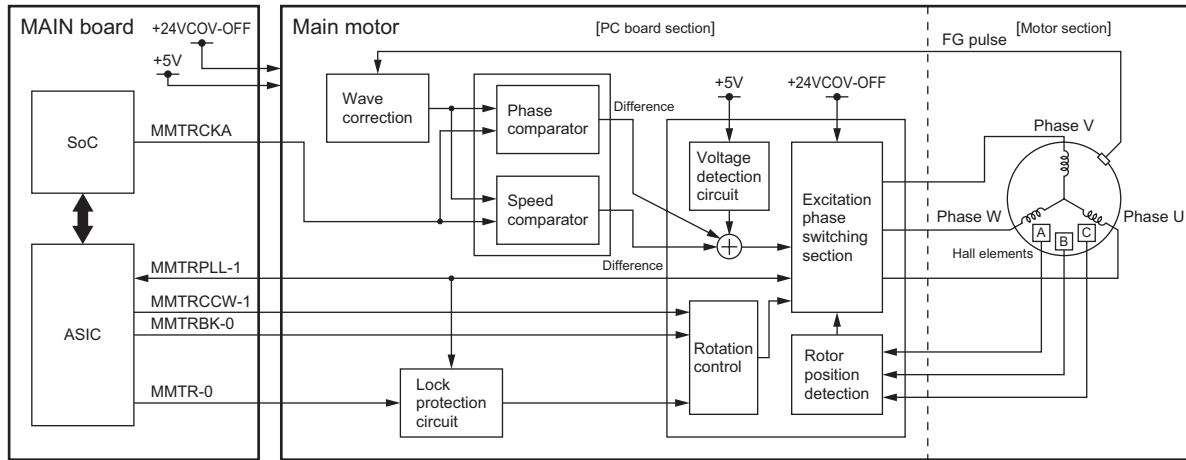 MAIN board
+24VCOV-OFF
+5V
SoC
MMTRCKA
ASIC
MMTRPLL-1
MMTRCCW-1
MMTRBK-0
MMTR-0
Main motor
[PC board section]
[Motor section]
FG pulse
Wave
correction
Phase
comparator
Speed
comparator
Difference
Difference
+5V
+24VCOV-OFF
Voltage
detection
circuit
Excitation
phase
switching
section
Rotation
control
Rotor
position
detection
Lock
protection
circuit
Phase V
Phase W
Phase U
A
B
C
Hall elements